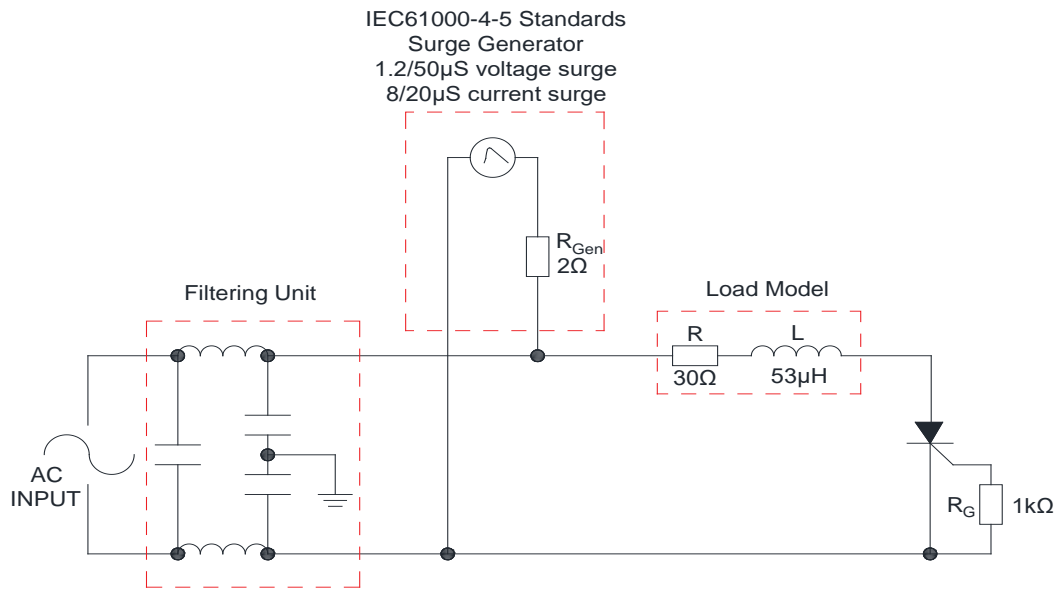 IEC61000-4-5 Standards
Surge Generator
1.2/50µS voltage surge
8/20µS current surge
RGen
2Ω
Filtering Unit
Load Model
R
L
30Ω
53µH
AC
INPUT
RG
1kΩ